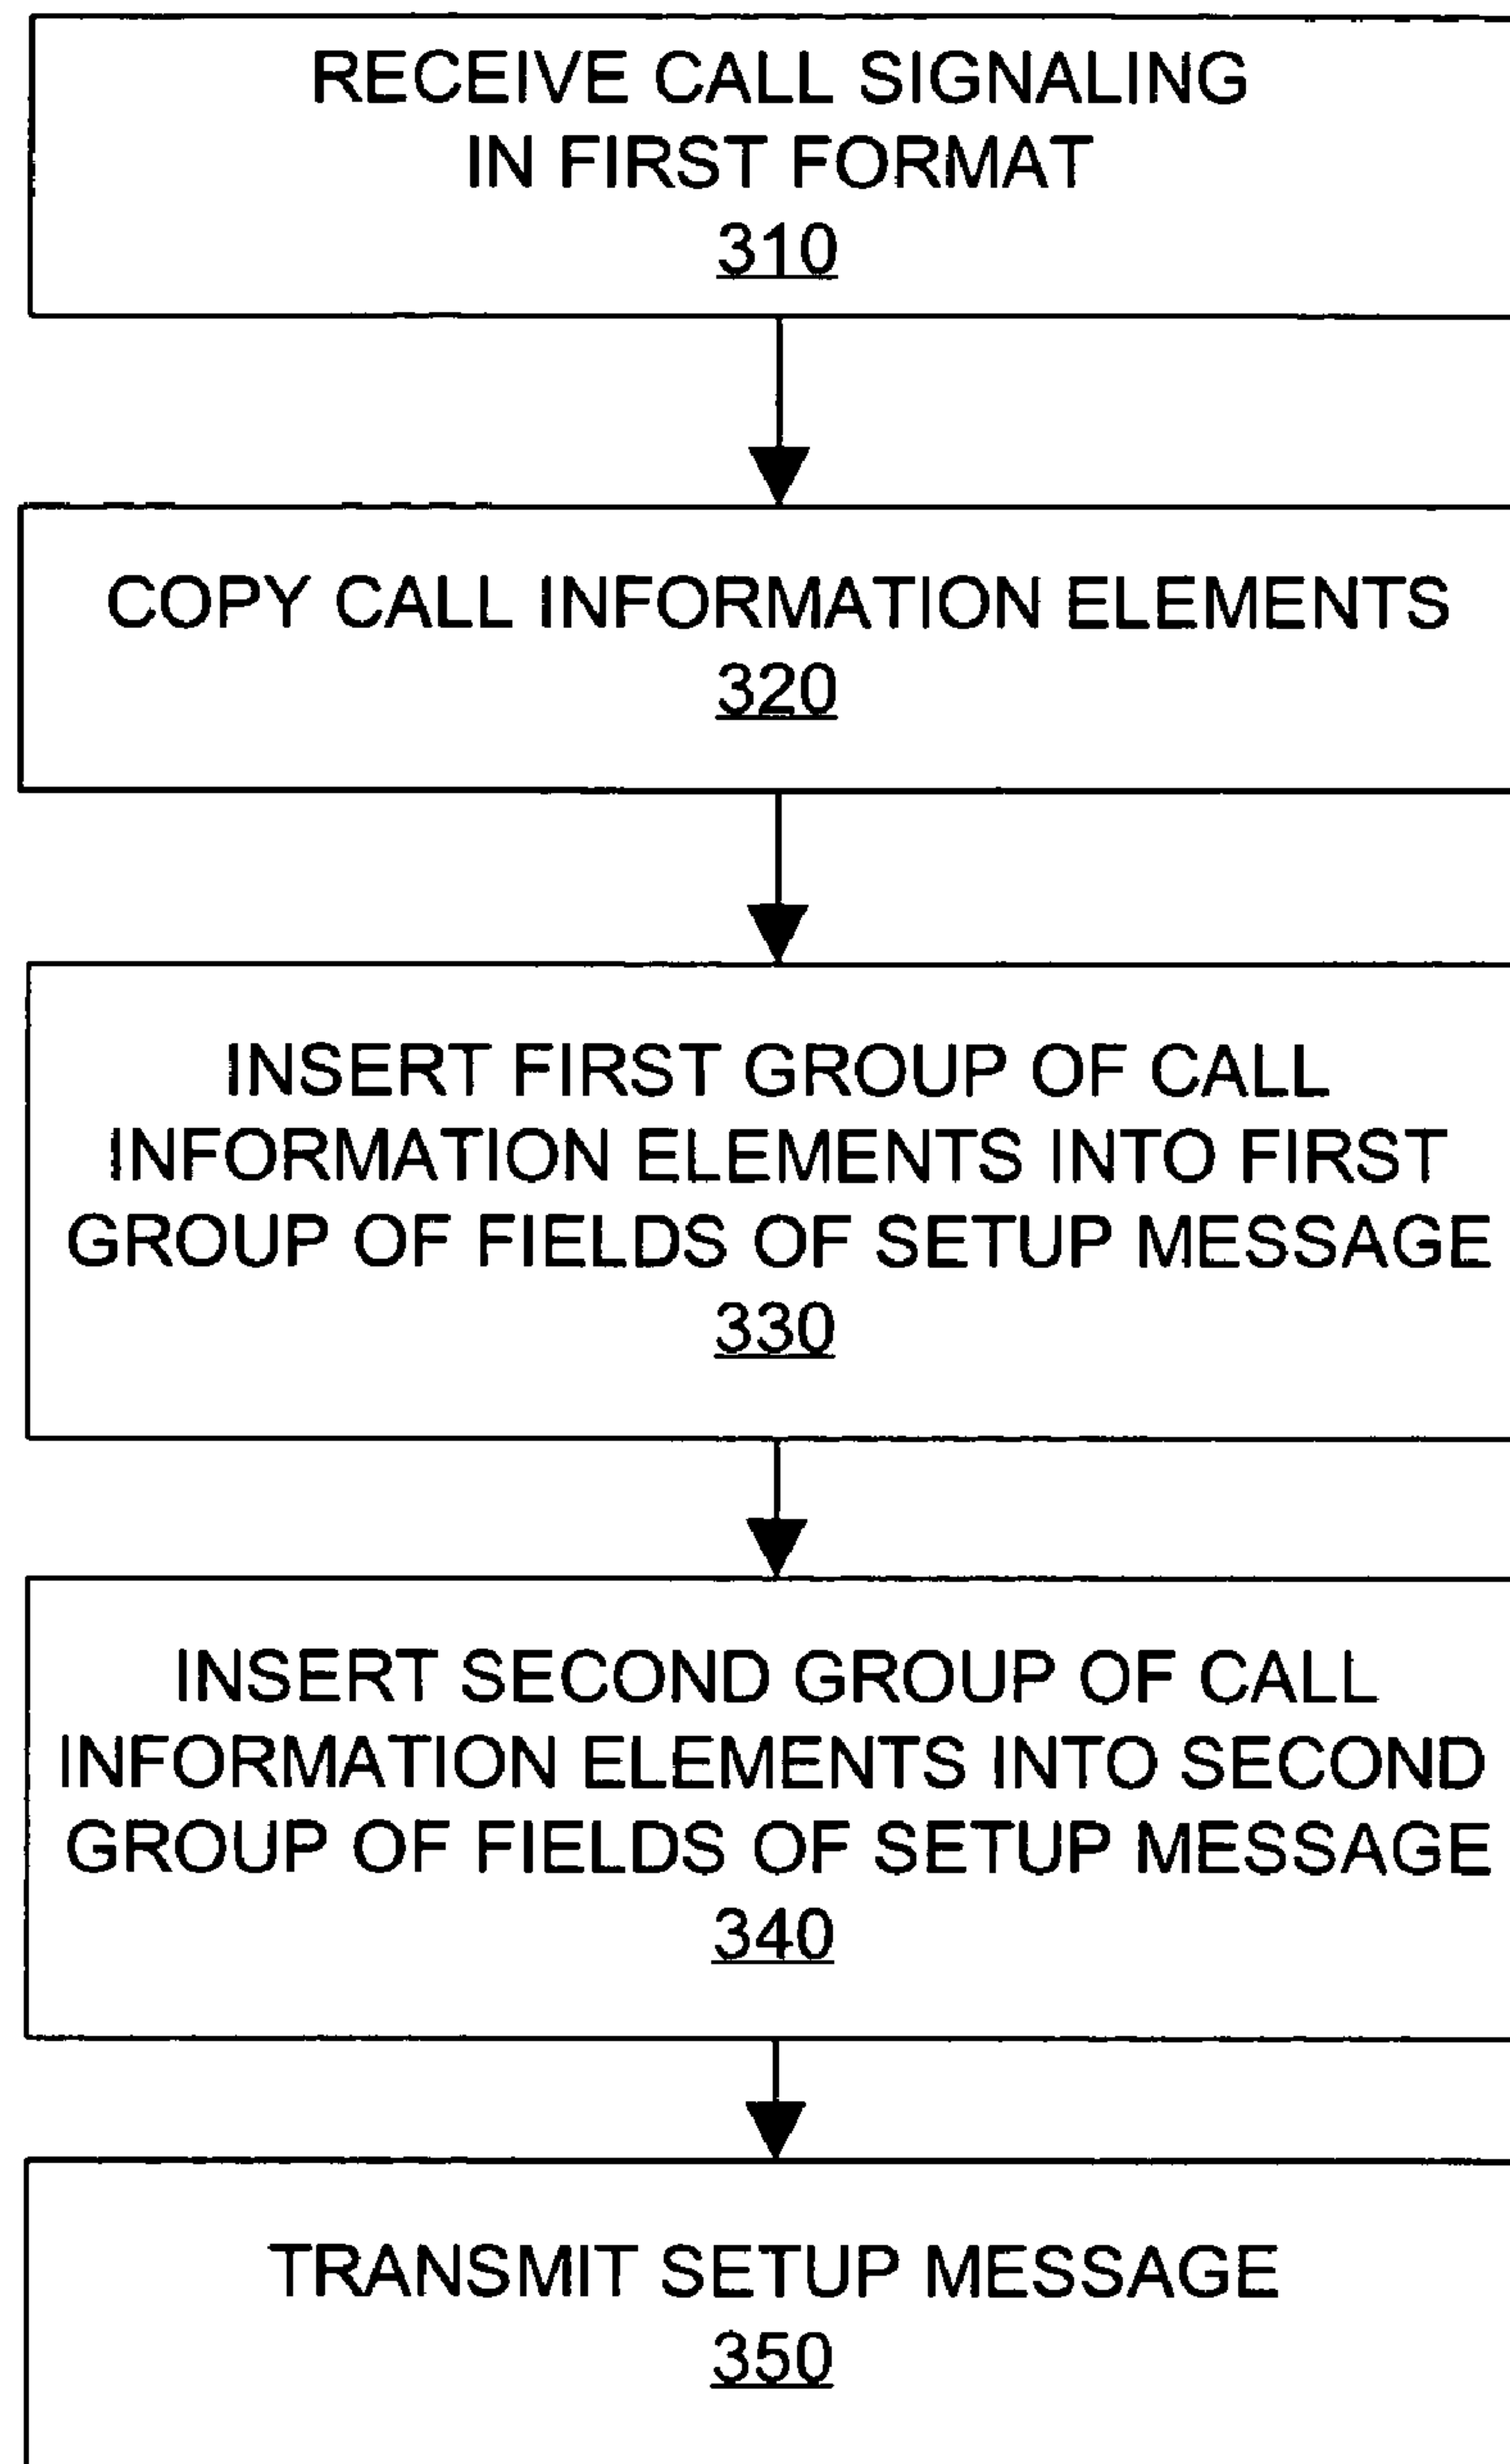 RECEIVE CALL SIGNALING
IN FIRST FORMAT
310
COPY CALL INFORMATION ELEMENTS
320
INSERT FIRST GROUP OF CALL
INFORMATION ELEMENTS INTO FIRST
GROUP OF FIELDS OF SETUP MESSAGE
330
INSERT SECOND GROUP OF CALL
INFORMATION ELEMENTS INTO SECOND
GROUP OF FIELDS OF SETUP MESSAGE
340
TRANSMIT SETUP MESSAGE
350